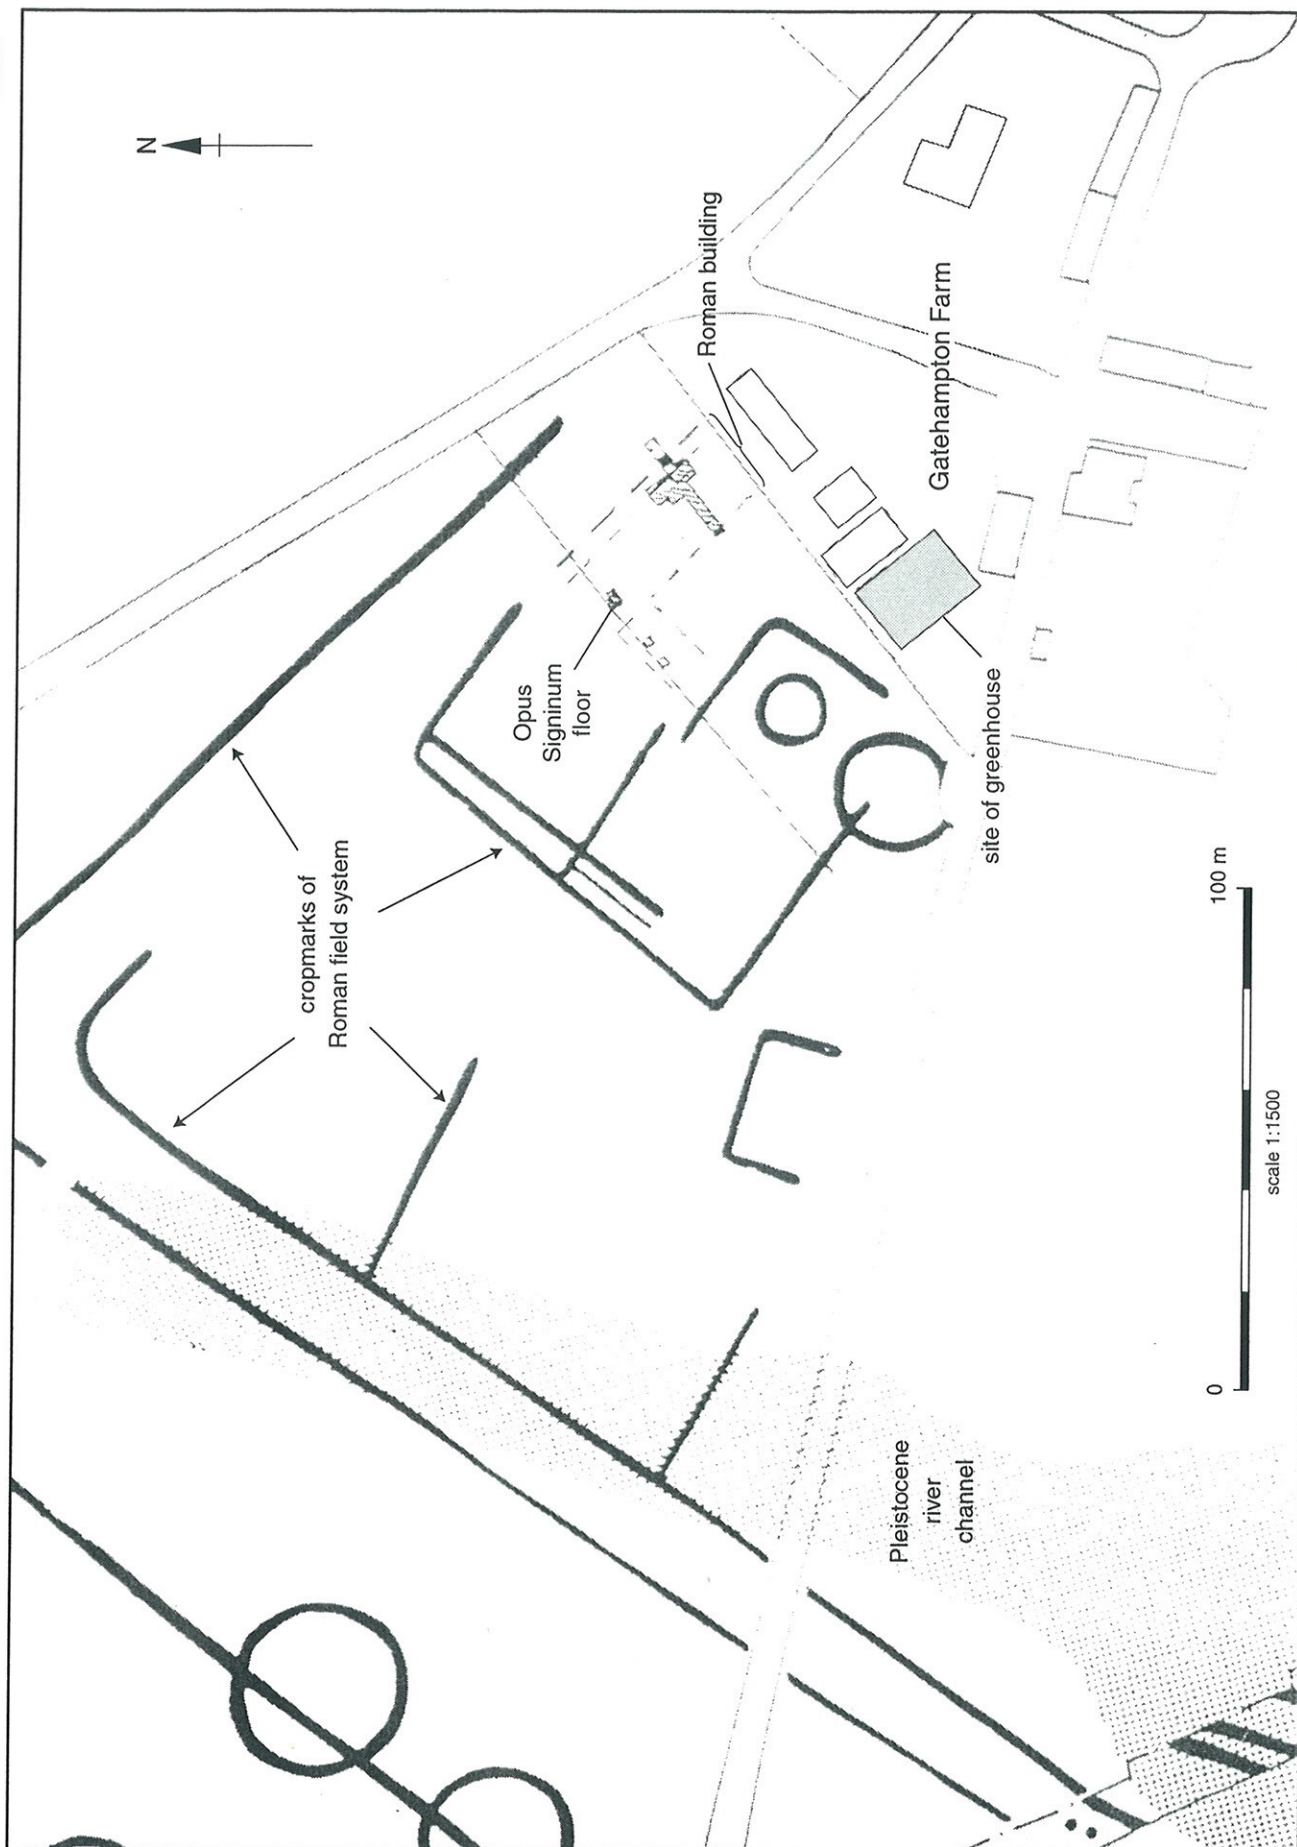 N
Roman building
Gatehampton Farm
Opus
Signinum
floor
site of greenhouse
cropmarks of
Roman field system
Pleistocene
river
channel
0
100 m
scale 1:1500